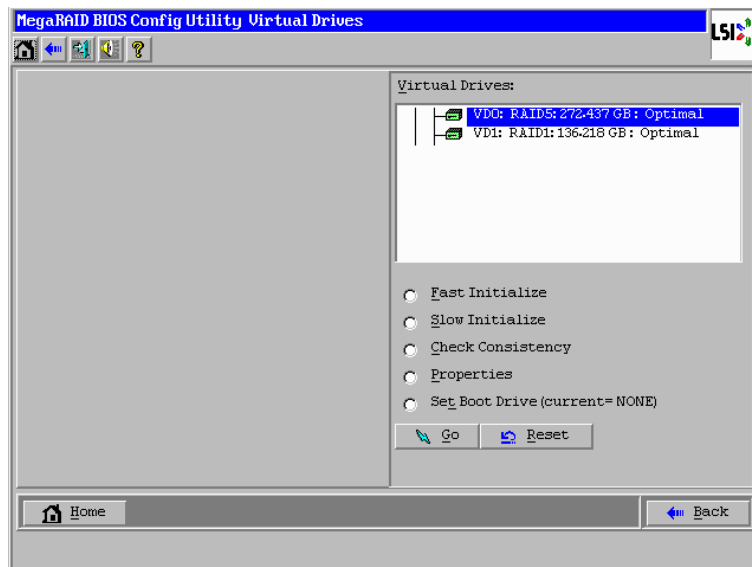 MegaRAID BIOS Config Utility Virtual Drives
LSI
?
Virtual Drives:
VD0: RAID5: 272.437 GB: Optimal
VD1: RAID1: 136.218 GB: Optimal
Fast Initialize
Slow Initialize
Check Consistency
Properties
Set Boot Drive (current= NONE)
Go Reset
Home Back